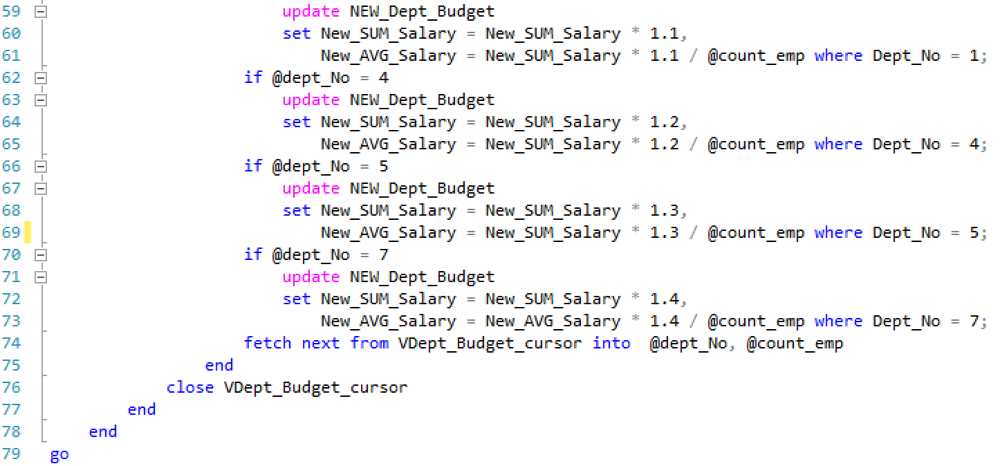 59 update NEW_Dept_Budget
60 set New_SUM_Salary = New_SUM_Salary * 1.1,
61 New_AVG_Salary = New_SUM_Salary * 1.1 / @count_emp where Dept_No = 1;
62 if @dept_No = 4
63 update NEW_Dept_Budget
64 set New_SUM_Salary = New_SUM_Salary * 1.2,
65 New_AVG_Salary = New_SUM_Salary * 1.2 / @count_emp where Dept_No = 4;
66 if @dept_No = 5
67 update NEW_Dept_Budget
68 set New_SUM_Salary = New_SUM_Salary * 1.3,
69 New_AVG_Salary = New_SUM_Salary * 1.3 / @count_emp where Dept_No = 5;
70 if @dept_No = 7
71 update NEW_Dept_Budget
72 set New_SUM_Salary = New_SUM_Salary * 1.4,
73 New_AVG_Salary = New_AVG_Salary * 1.4 / @count_emp where Dept_No = 7;
74 fetch next from VDept_Budget_cursor into @dept_No, @count_emp
75 end
76 close VDept_Budget_cursor
77 end
78 end
79 go